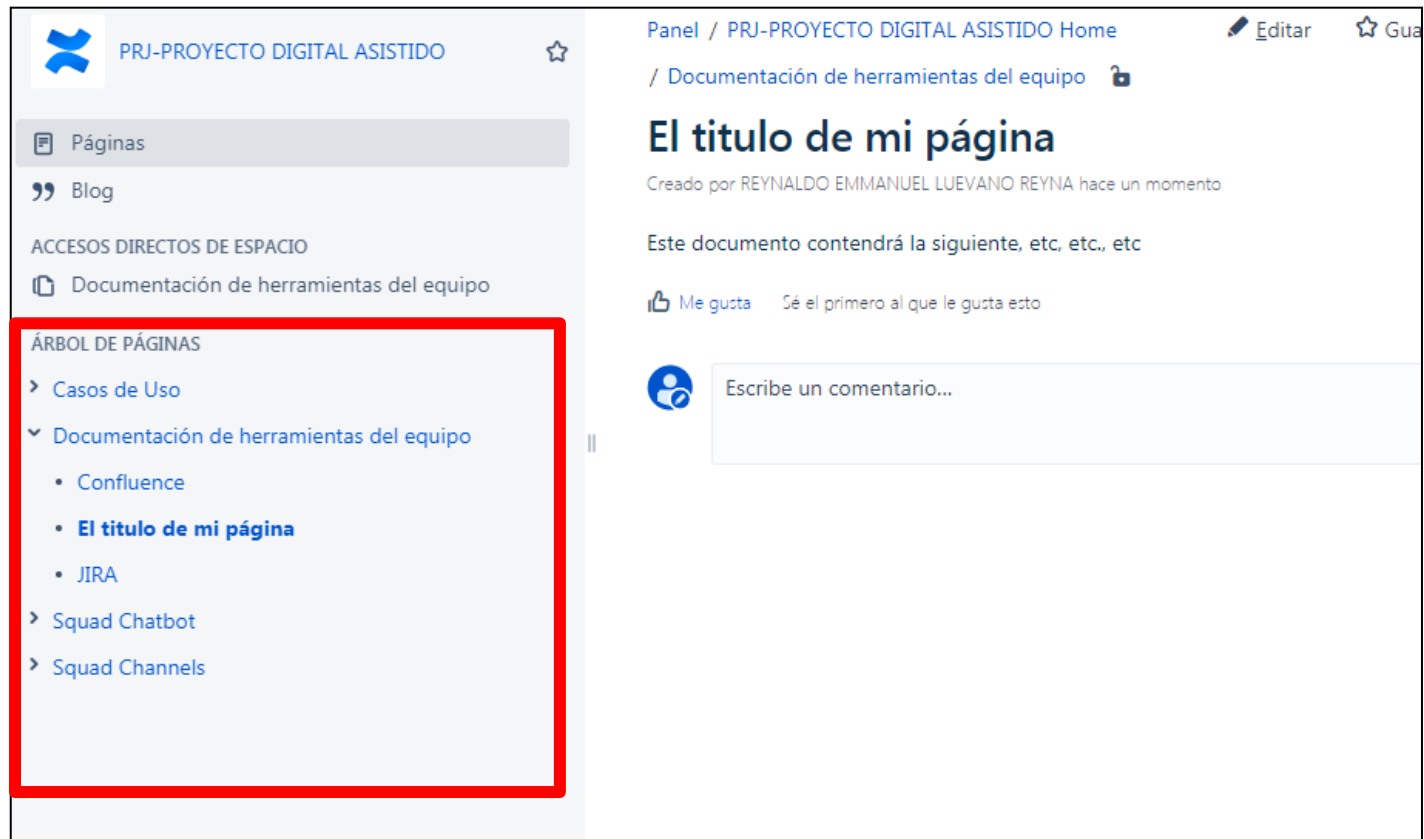 PRJ-PROYECTO DIGITAL ASISTIDO
Páginas
Blog
ACCESOS DIRECTOS DE ESPACIO
Documentación de herramientas del equipo
ÁRBOL DE PÁGINAS
Casos de Uso
Documentación de herramientas del equipo
• Confluence
• El titulo de mi página
• JIRA
Squad Chatbot
Squad Channels
Panel / PRJ-PROYECTO DIGITAL ASISTIDO Home
Editar
Gua
/ Documentación de herramientas del equipo
El titulo de mi página
Creado por REYNALDO EMMANUEL LUEVANO REYNA hace un momento
Este documento contendrá la siguiente, etc, etc., etc
Me gusta Sé el primero al que le gusta esto
Escribe un comentario...